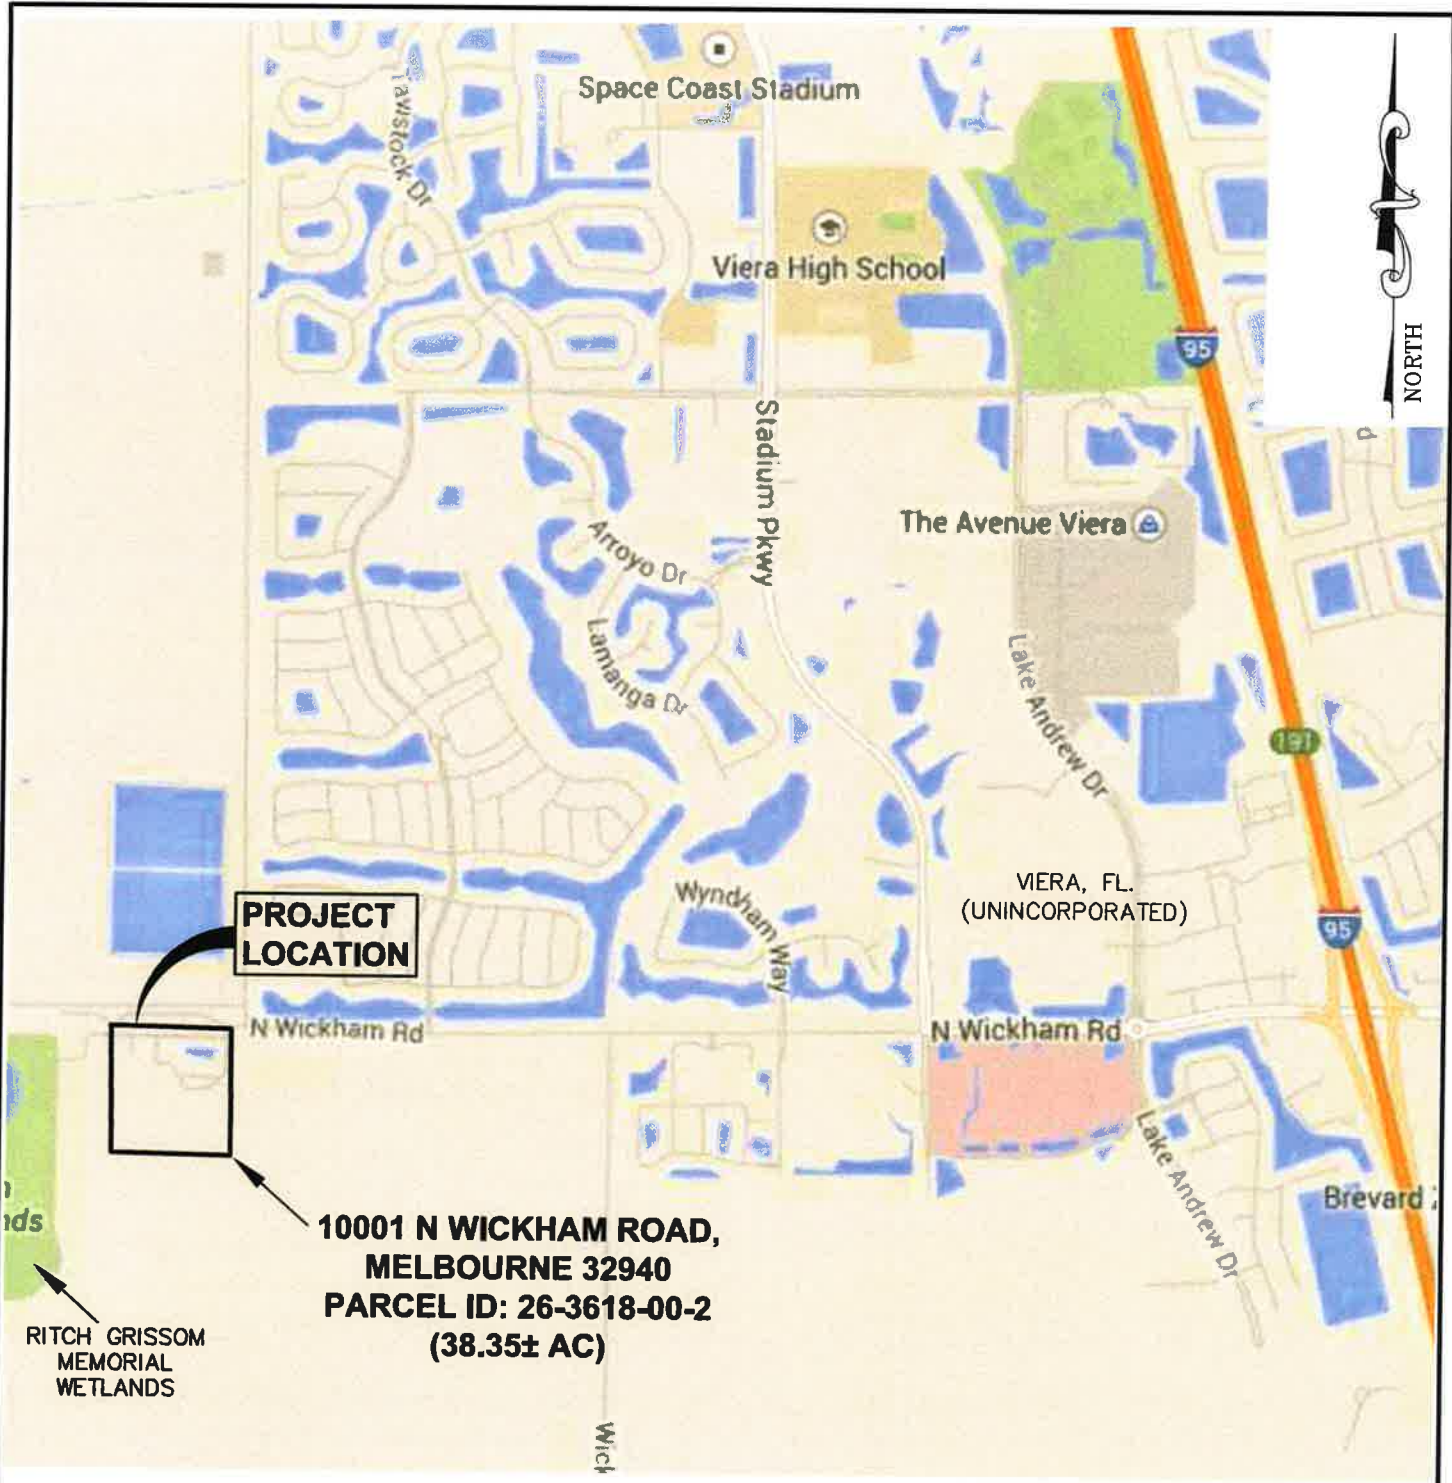 Space Coast Stadium
Tawstock Dr
Viera High School
95
NORTH
Stadium Pkwy
The Avenue Viera
Arroyo Dr
Lamanga Dr
Lake Andrew Dr
191
VIERA, FL.
(UNINCORPORATED)
Wyndham Way
95
PROJECT
LOCATION
N Wickham Rd
N Wickham Rd
Lake Andrew Dr
Brevard
nds
10001 N WICKHAM ROAD,
MELBOURNE 32940
PARCEL ID: 26-3618-00-2
(38.35± AC)
RITCH GRISSOM
MEMORIAL
WETLANDS
Wick